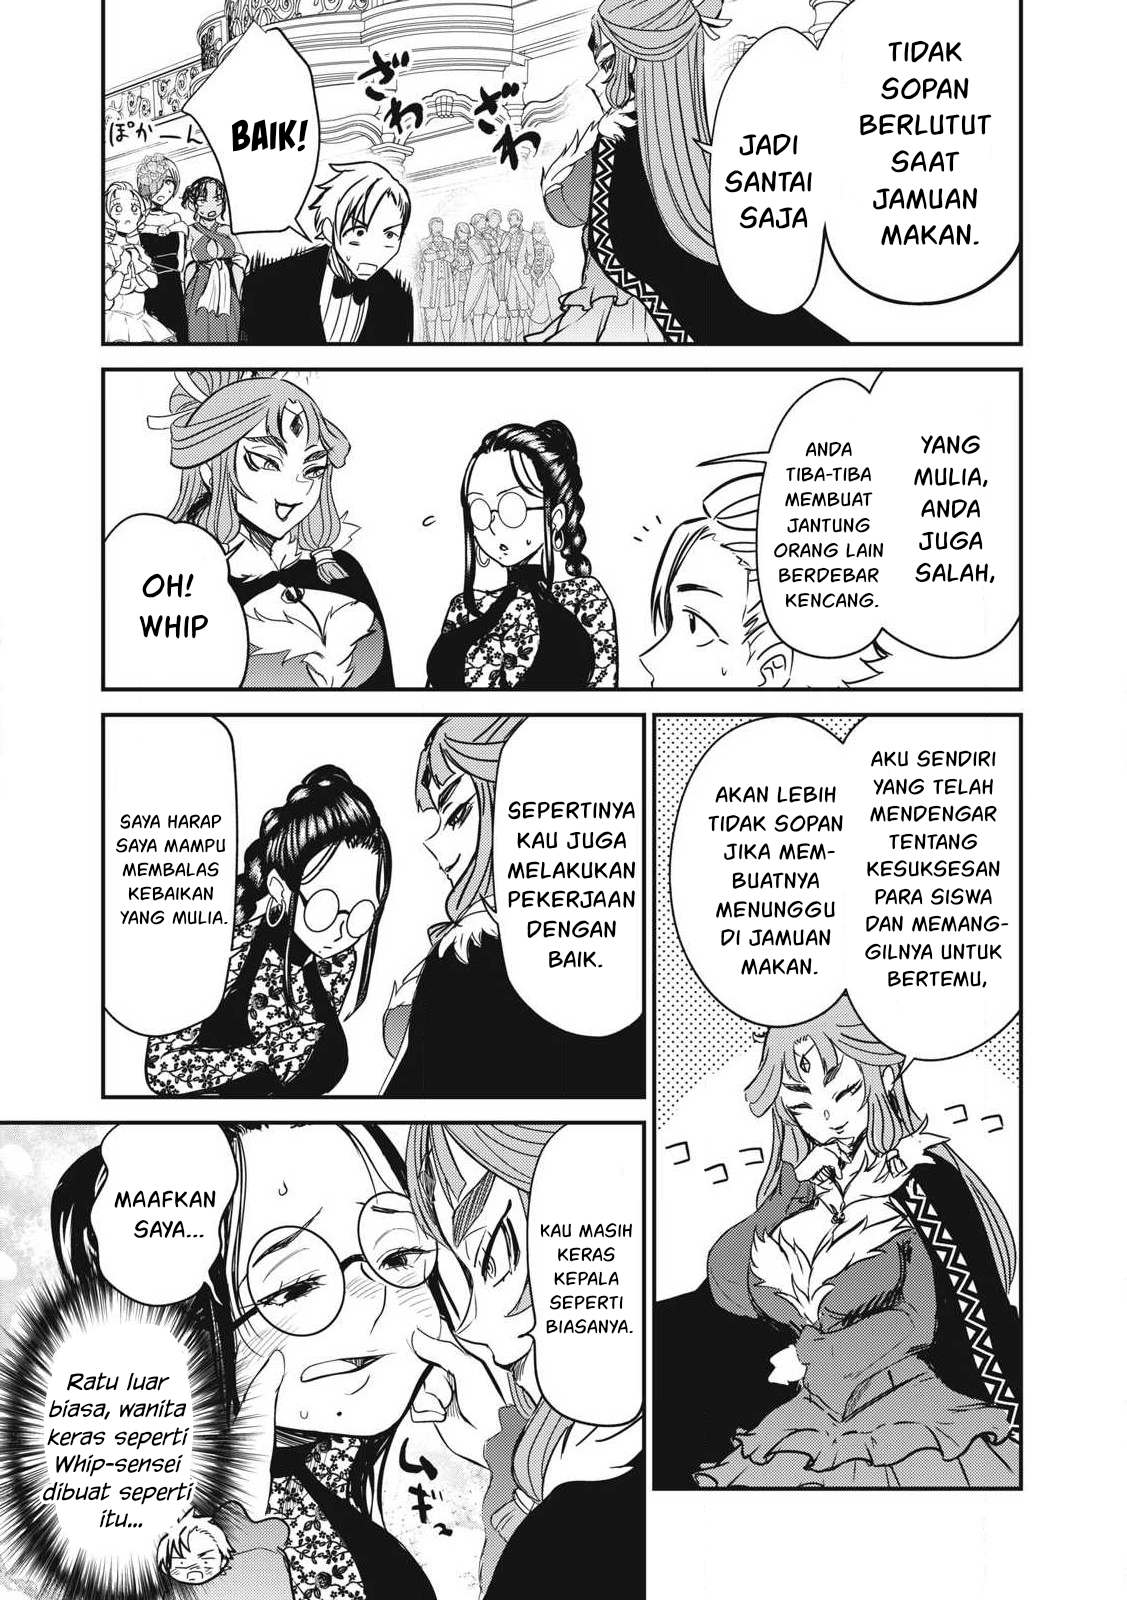 TIDAK
SOPAN
BERLUTUT
SAAT
JAMUAN
MAKAN.
JADI
SANTAI
SAJA
ざわ
ざわ
BAIK!
ぽかーん
YANG
MULIA,
ANDA
JUGA
SALAH,
ANDA
TIBA-TIBA
MEMBUAT
JANTUNG
ORANG LAIN
BERDEBAR
KENCANG.
OH!
WHIP
AKU SENDIRI
YANG TELAH
MENDENGAR
TENTANG
KESUKSESAN
PARA SISWA
DAN MEMANG-
GILNYA UNTUK
BERTEMU,
AKAN LEBIH
TIDAK SOPAN
JIKA MEM-
BUATNYA
MENUNGGU
DI JAMUAN
MAKAN.
ココ
ココ
SEPERTINYA
KAU JUGA
MELAKUKAN
PEKERJAAN
DENGAN
BAIK.
SAYA HARAP
SAYA MAMPU
MEMBALAS
KEBAIKAN
YANG MULIA.
KAU MASIH
KERAS
KEPALA
SEPERTI
BIASANYA.
MAAFKAN
SAYA...
Ratu luar
biasa, wanita
keras seperti
Whip-sensei
dibuat seperti
itu...